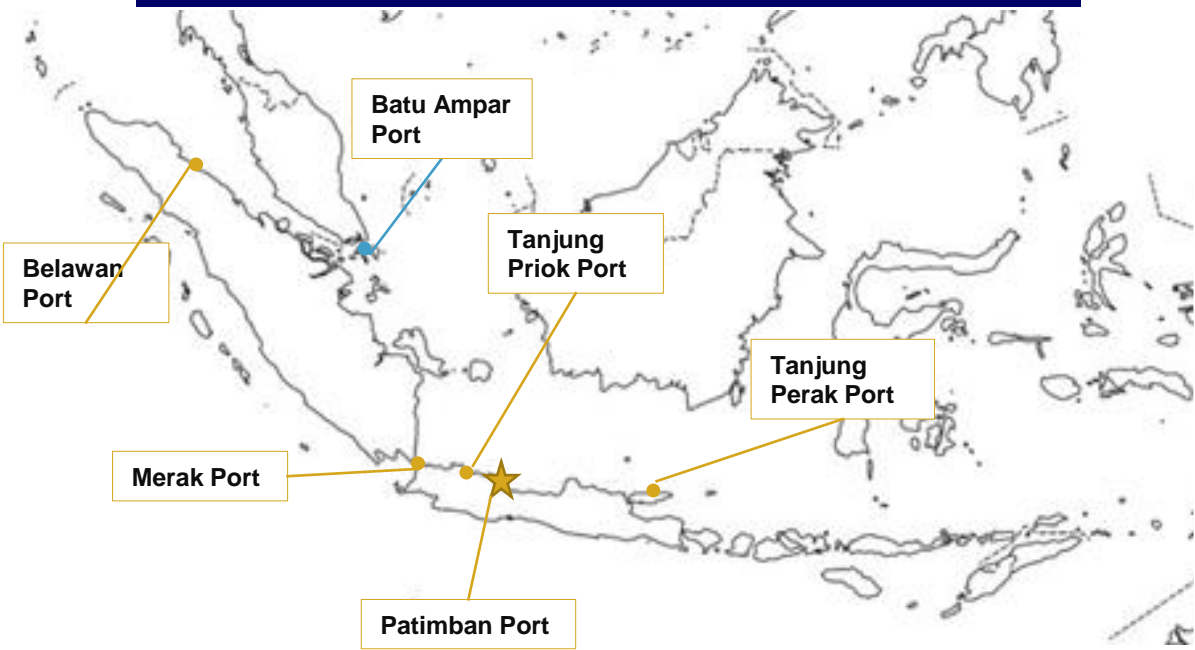 Batu Ampar
Port
Tanjung
Priok Port
Belawan
Port
Tanjung
Perak Port
Merak Port
Patimban Port